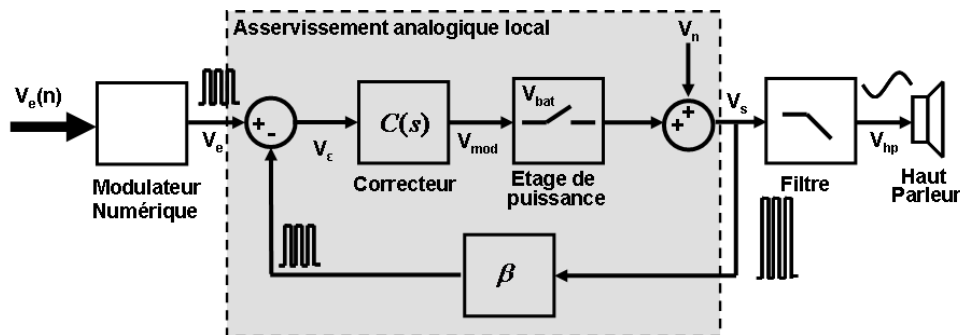 Asservissement analogique local
V_n
V_e(n)
V_bat
V_s
C(s)
V_e
V_ε
V_mod
V_hp
+
-
+
+
Modulateur
Numérique
Correcteur
Etage de
puissance
Filtre
Haut
Parleur
β